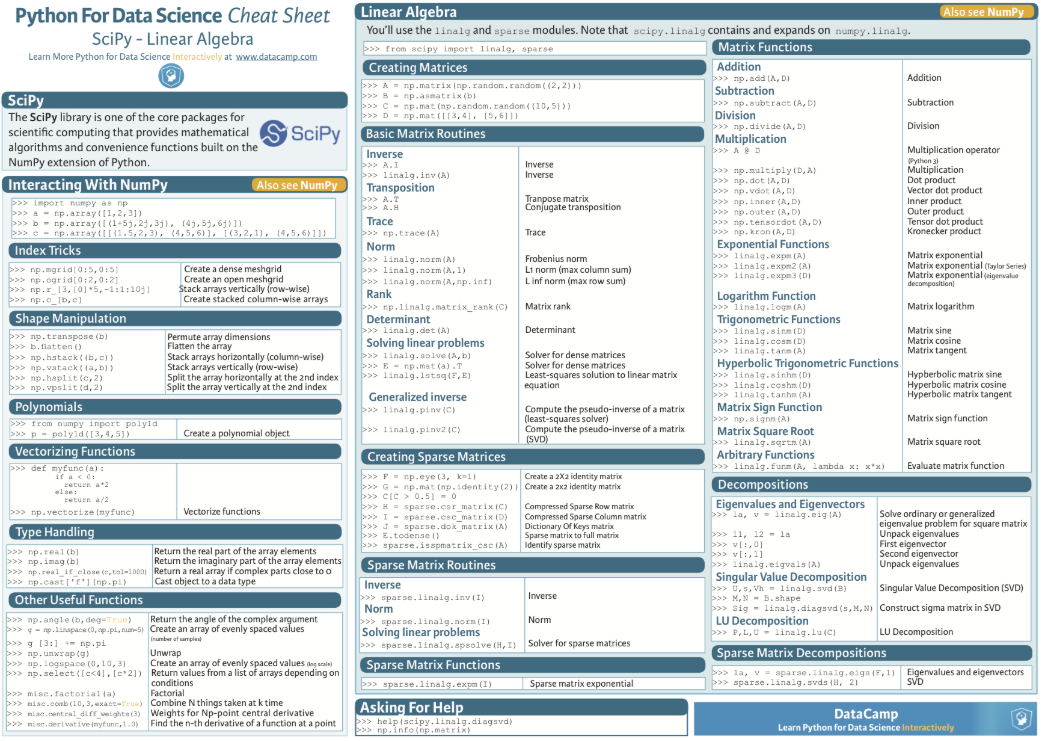 Python For Data Science Cheat Sheet
SciPy - Linear Algebra
Learn More Python for Data Science Interactively at www.datacamp.com
SciPy
The SciPy library is one of the core packages for
scientific computing that provides mathematical
algorithms and convenience functions built on the
NumPy extension of Python.
SciPy
Interacting With NumPy
Also see NumPy
>>> import numpy as np
>>> a = np.array([1,2,3])
>>> b = np.array([(1+5j,2j,3j), (4j,5j,6j)])
>>> c = np.array([[(1.5,2,3), (4,5,6)], [(3,2,1), (4,5,6)]])
Index Tricks
>>> np.mgrid[0:5,0:5] Create a dense meshgrid
>>> np.ogrid[0:2,0:2] Create an open meshgrid
>>> np.r_[3,[0]*5,-1:1:10j] Stack arrays vertically (row-wise)
>>> np.c_[b,c] Create stacked column-wise arrays
Shape Manipulation
>>> np.transpose(b) Permute array dimensions
>>> b.flatten() Flatten the array
>>> np.hstack((b,c)) Stack arrays horizontally (column-wise)
>>> np.vstack((a,b)) Stack arrays vertically (row-wise)
>>> np.hsplit(c,2) Split the array horizontally at the 2nd index
>>> np.vpslit(d,2) Split the array vertically at the 2nd index
Polynomials
>>> from numpy import poly1d
>>> p = poly1d([3,4,5]) Create a polynomial object
Vectorizing Functions
>>> def myfunc(a):
if a < 0:
return a*2
else:
return a/2
>>> np.vectorize(myfunc) Vectorize functions
Type Handling
>>> np.real(b) Return the real part of the array elements
>>> np.imag(b) Return the imaginary part of the array elements
>>> np.real_if_close(c,tol=1000) Return a real array if complex parts close to 0
>>> np.cast['f'](np.pi) Cast object to a data type
Other Useful Functions
>>> np.angle(b,deg=True) Return the angle of the complex argument
>>> g = np.linspace(0,np.pi,num=5) Create an array of evenly spaced values
(number of samples)
>>> g [3:] += np.pi
>>> np.unwrap(g) Unwrap
>>> np.logspace(0,10,3) Create an array of evenly spaced values (log scale)
>>> np.select([c<4],[c*2]) Return values from a list of arrays depending on
conditions
>>> misc.factorial(a) Factorial
>>> misc.comb(10,3,exact=True) Combine N things taken at k time
>>> misc.central_diff_weights(3) Weights for Np-point central derivative
>>> misc.derivative(myfunc,1.0) Find the n-th derivative of a function at a point
Linear Algebra
Also see NumPy
You'll use the linalg and sparse modules. Note that scipy.linalg contains and expands on numpy.linalg.
>>> from scipy import linalg, sparse
Creating Matrices
>>> A = np.matrix(np.random.random((2,2)))
>>> B = np.asmatrix(b)
>>> C = np.mat(np.random.random((10,5)))
>>> D = np.mat([[3,4], [5,6]])
Basic Matrix Routines
Inverse
>>> A.I Inverse
>>> linalg.inv(A) Inverse
Transposition
>>> A.T Tranpose matrix
>>> A.H Conjugate transposition
Trace
>>> np.trace(A) Trace
Norm
>>> linalg.norm(A) Frobenius norm
>>> linalg.norm(A,1) L1 norm (max column sum)
>>> linalg.norm(A,np.inf) L inf norm (max row sum)
Rank
>>> np.linalg.matrix_rank(C) Matrix rank
Determinant
>>> linalg.det(A) Determinant
Solving linear problems
>>> linalg.solve(A,b) Solver for dense matrices
>>> E = np.mat(a).T Solver for dense matrices
>>> linalg.lstsq(F,E) Least-squares solution to linear matrix
equation
Generalized inverse
>>> linalg.pinv(C) Compute the pseudo-inverse of a matrix
(least-squares solver)
>>> linalg.pinv2(C) Compute the pseudo-inverse of a matrix
(SVD)
Creating Sparse Matrices
>>> F = np.eye(3, k=1) Create a 2X2 identity matrix
>>> G = np.mat(np.identity(2)) Create a 2x2 identity matrix
>>> C[C > 0.5] = 0
>>> H = sparse.csr_matrix(C) Compressed Sparse Row matrix
>>> I = sparse.csc_matrix(D) Compressed Sparse Column matrix
>>> J = sparse.dok_matrix(A) Dictionary Of Keys matrix
>>> E.todense() Sparse matrix to full matrix
>>> sparse.isspmatrix_csc(A) Identify sparse matrix
Sparse Matrix Routines
Inverse
>>> sparse.linalg.inv(I) Inverse
Norm
>>> sparse.linalg.norm(I) Norm
Solving linear problems
>>> sparse.linalg.spsolve(H,I) Solver for sparse matrices
Sparse Matrix Functions
>>> sparse.linalg.expm(I) Sparse matrix exponential
Asking For Help
>>> help(scipy.linalg.diagsvd)
>>> np.info(np.matrix)
Matrix Functions
Addition
>>> np.add(A,D) Addition
Subtraction
>>> np.subtract(A,D) Subtraction
Division
>>> np.divide(A,D) Division
Multiplication
>>> A @ D Multiplication operator
(Python 3)
>>> np.multiply(D,A) Multiplication
>>> np.dot(A,D) Dot product
>>> np.vdot(A,D) Vector dot product
>>> np.inner(A,D) Inner product
>>> np.outer(A,D) Outer product
>>> np.tensordot(A,D) Tensor dot product
>>> np.kron(A,D) Kronecker product
Exponential Functions
>>> linalg.expm(A) Matrix exponential
>>> linalg.expm2(A) Matrix exponential (Taylor Series)
>>> linalg.expm3(D) Matrix exponential (eigenvalue
decomposition)
Logarithm Function
>>> linalg.logm(A) Matrix logarithm
Trigonometric Functions
>>> linalg.sinm(D) Matrix sine
>>> linalg.cosm(D) Matrix cosine
>>> linalg.tanm(A) Matrix tangent
Hyperbolic Trigonometric Functions
>>> linalg.sinhm(D) Hypberbolic matrix sine
>>> linalg.coshm(D) Hyperbolic matrix cosine
>>> linalg.tanhm(A) Hyperbolic matrix tangent
Matrix Sign Function
>>> np.signm(A) Matrix sign function
Matrix Square Root
>>> linalg.sqrtm(A) Matrix square root
Arbitrary Functions
>>> linalg.funm(A, lambda x: x*x) Evaluate matrix function
Decompositions
Eigenvalues and Eigenvectors
>>> la, v = linalg.eig(A) Solve ordinary or generalized
eigenvalue problem for square matrix
>>> l1, l2 = la Unpack eigenvalues
>>> v[:,0] First eigenvector
>>> v[:,1] Second eigenvector
>>> linalg.eigvals(A) Unpack eigenvalues
Singular Value Decomposition
>>> U,s,Vh = linalg.svd(B) Singular Value Decomposition (SVD)
>>> M,N = B.shape
>>> Sig = linalg.diagsvd(s,M,N) Construct sigma matrix in SVD
LU Decomposition
>>> P,L,U = linalg.lu(C) LU Decomposition
Sparse Matrix Decompositions
>>> la, v = sparse.linalg.eigs(F,1) Eigenvalues and eigenvectors
>>> sparse.linalg.svds(H, 2) SVD
DataCamp
Learn Python for Data Science Interactively